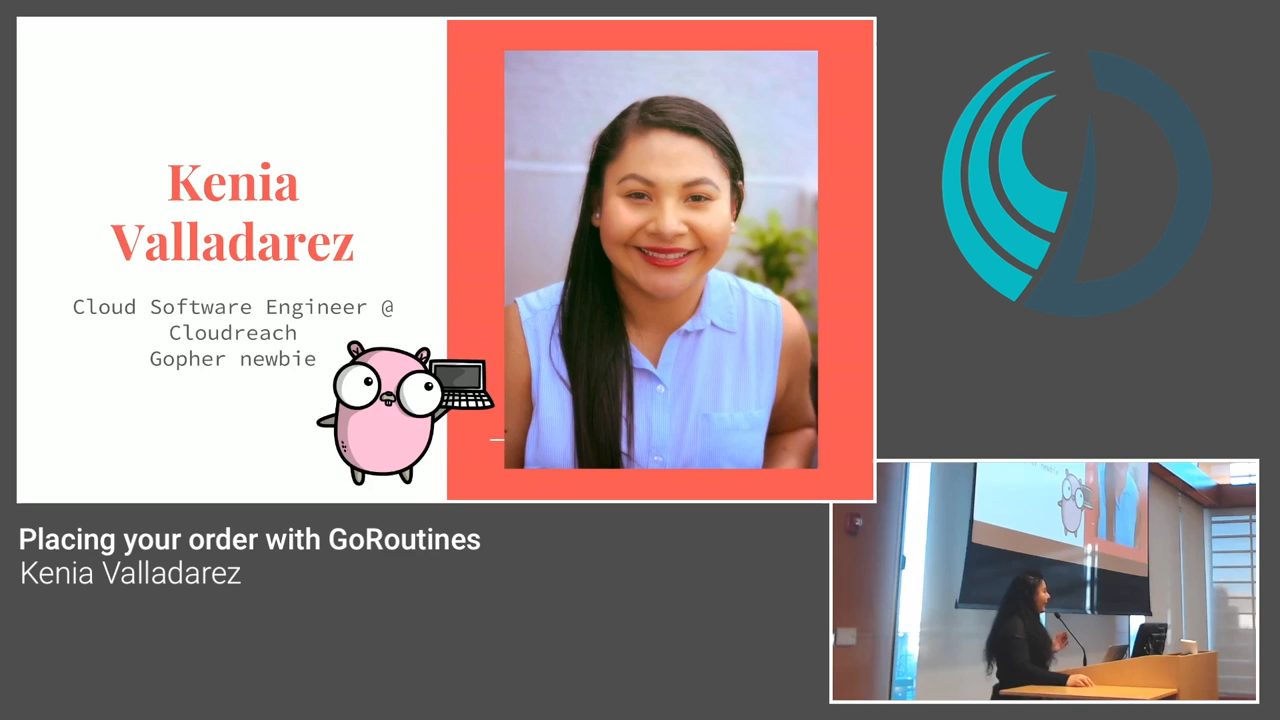 Kenia
Valladarez
Cloud Software Engineer @
Cloudreach
Gopher newbie
Placing your order with GoRoutines
Kenia Valladarez